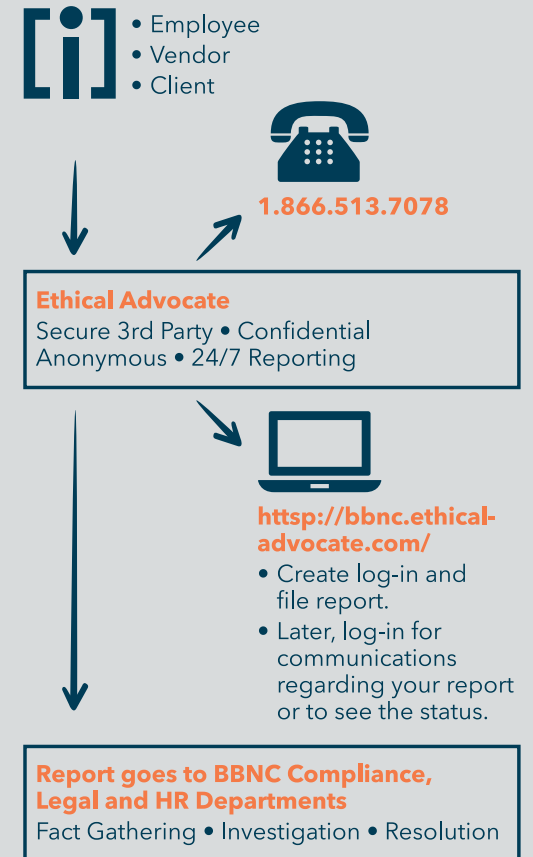 [i]
• Employee
• Vendor
• Client
1.866.513.7078
Ethical Advocate
Secure 3rd Party • Confidential
Anonymous • 24/7 Reporting
httsp://bbnc.ethical-
advocate.com/
• Create log-in and
file report.
• Later, log-in for
communications
regarding your report
or to see the status.
Report goes to BBNC Compliance,
Legal and HR Departments
Fact Gathering • Investigation • Resolution